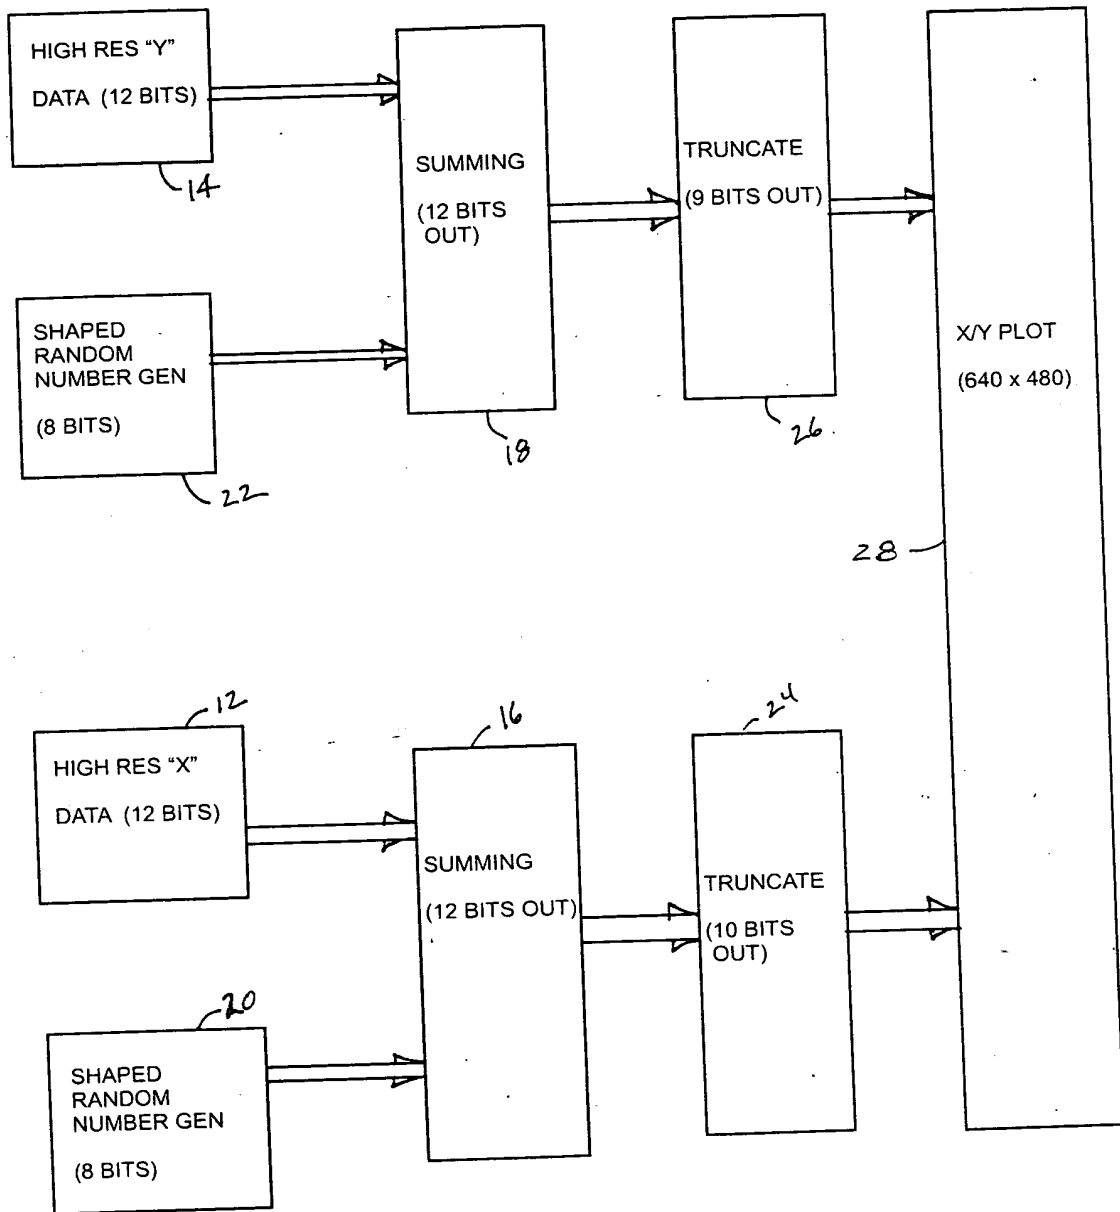 HIGH RES “Y”
DATA (12 BITS)
14
SHAPED
RANDOM
NUMBER GEN
(8 BITS)
22
SUMMING
(12 BITS
OUT)
18
TRUNCATE
(9 BITS OUT)
26
X/Y PLOT
(640 x 480)
28
12
HIGH RES “X”
DATA (12 BITS)
20
SHAPED
RANDOM
NUMBER GEN
(8 BITS)
16
SUMMING
(12 BITS OUT)
24
TRUNCATE
(10 BITS
OUT)